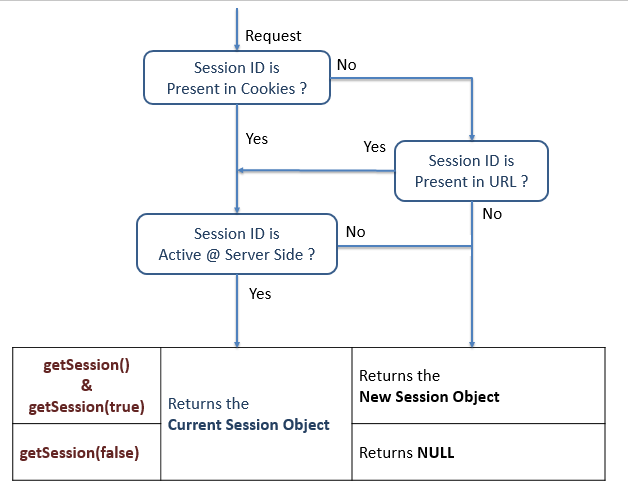 Request
Session ID is
Present in Cookies ?
No
Yes
Yes
Session ID is
Present in URL ?
No
Session ID is
Active @ Server Side ?
No
Yes
getSession()
&
getSession(true)
Returns the
Current Session Object
Returns the
New Session Object
getSession(false)
Returns NULL